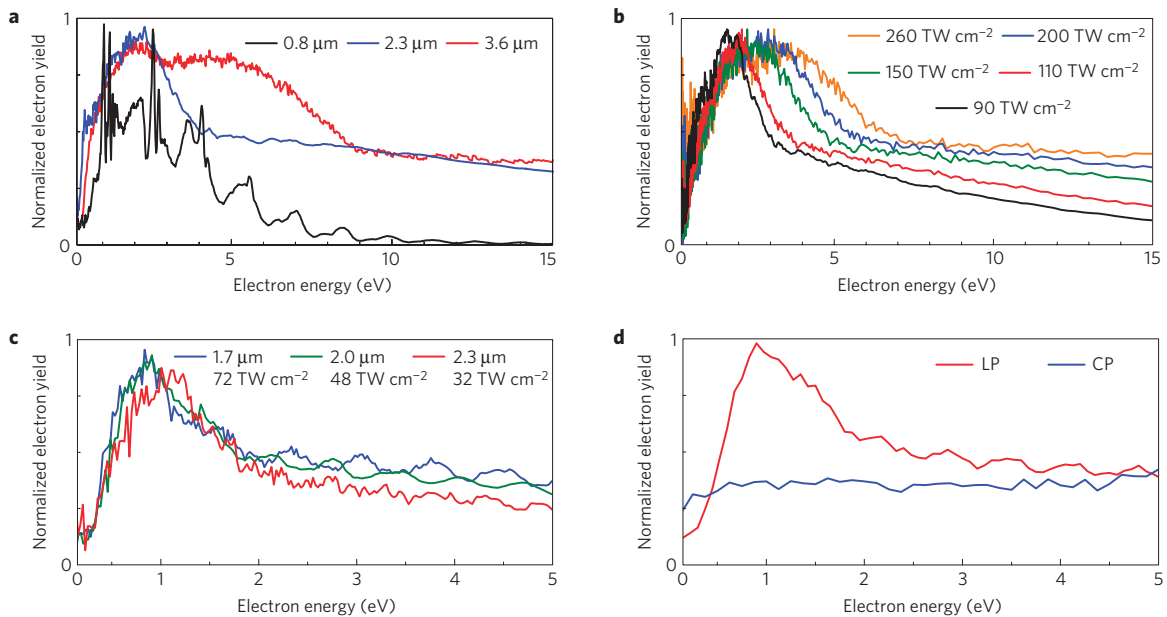 a
0.8 µm 2.3 µm 3.6 µm
Normalized electron yield
1
0
0 5 10 15
Electron energy (eV)
b
260 TW cm⁻² 200 TW cm⁻²
150 TW cm⁻² 110 TW cm⁻²
90 TW cm⁻²
Normalized electron yield
1
0
0 5 10 15
Electron energy (eV)
c
1.7 µm 2.0 µm 2.3 µm
72 TW cm⁻² 48 TW cm⁻² 32 TW cm⁻²
Normalized electron yield
1
0
0 1 2 3 4 5
Electron energy (eV)
d
LP CP
Normalized electron yield
1
0
0 1 2 3 4 5
Electron energy (eV)